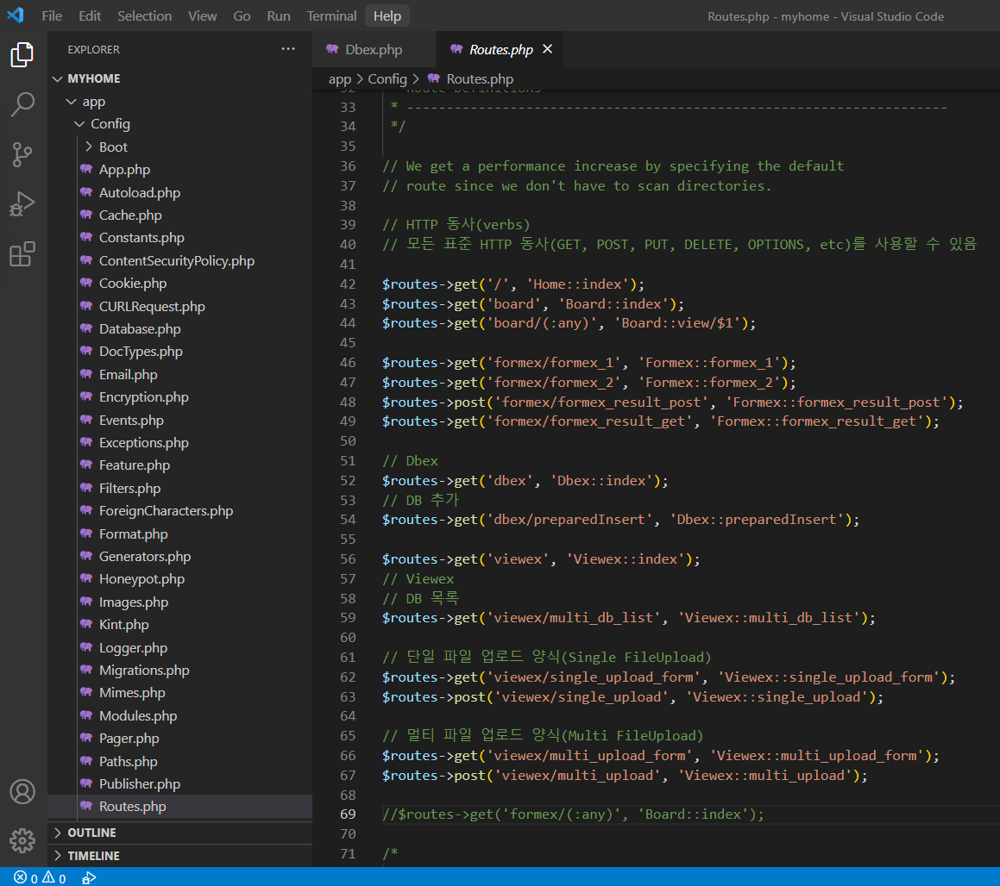 File Edit Selection View Go Run Terminal Help
Routes.php - myhome - Visual Studio Code
EXPLORER
MYHOME
app
Config
Boot
App.php
Autoload.php
Cache.php
Constants.php
ContentSecurityPolicy.php
Cookie.php
CURLRequest.php
Database.php
DocTypes.php
Email.php
Encryption.php
Events.php
Exceptions.php
Feature.php
Filters.php
ForeignCharacters.php
Format.php
Generators.php
Honeypot.php
Images.php
Kint.php
Logger.php
Migrations.php
Mimes.php
Modules.php
Pager.php
Paths.php
Publisher.php
Routes.php
OUTLINE
TIMELINE
Dbex.php Routes.php
app > Config > Routes.php
32 Route Definitions
33 * --------------------------------------------------------------------
34 */
35
36 // We get a performance increase by specifying the default
37 // route since we don't have to scan directories.
38
39 // HTTP 동사(verbs)
40 // 모든 표준 HTTP 동사(GET, POST, PUT, DELETE, OPTIONS, etc)를 사용할 수 있음
41
42 $routes->get('/', 'Home::index');
43 $routes->get('board', 'Board::index');
44 $routes->get('board/(:any)', 'Board::view/$1');
45
46 $routes->get('formex/formex_1', 'Formex::formex_1');
47 $routes->get('formex/formex_2', 'Formex::formex_2');
48 $routes->post('formex/formex_result_post', 'Formex::formex_result_post');
49 $routes->get('formex/formex_result_get', 'Formex::formex_result_get');
50
51 // Dbex
52 $routes->get('dbex', 'Dbex::index');
53 // DB 추가
54 $routes->get('dbex/preparedInsert', 'Dbex::preparedInsert');
55
56 $routes->get('viewex', 'Viewex::index');
57 // Viewex
58 // DB 목록
59 $routes->get('viewex/multi_db_list', 'Viewex::multi_db_list');
60
61 // 단일 파일 업로드 양식(Single FileUpload)
62 $routes->get('viewex/single_upload_form', 'Viewex::single_upload_form');
63 $routes->post('viewex/single_upload', 'Viewex::single_upload');
64
65 // 멀티 파일 업로드 양식(Multi FileUpload)
66 $routes->get('viewex/multi_upload_form', 'Viewex::multi_upload_form');
67 $routes->post('viewex/multi_upload', 'Viewex::multi_upload');
68
69 //$routes->get('formex/(:any)', 'Board::index');
70
71 /*
0 0